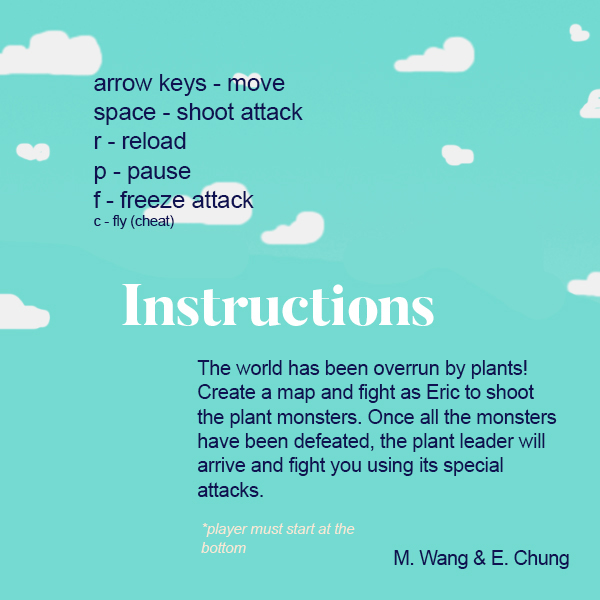 arrow keys - move
space - shoot attack
r - reload
p - pause
f - freeze attack
c - fly (cheat)
Instructions
The world has been overrun by plants!
Create a map and fight as Eric to shoot
the plant monsters. Once all the monsters
have been defeated, the plant leader will
arrive and fight you using its special
attacks.
*player must start at the
bottom
M. Wang & E. Chung